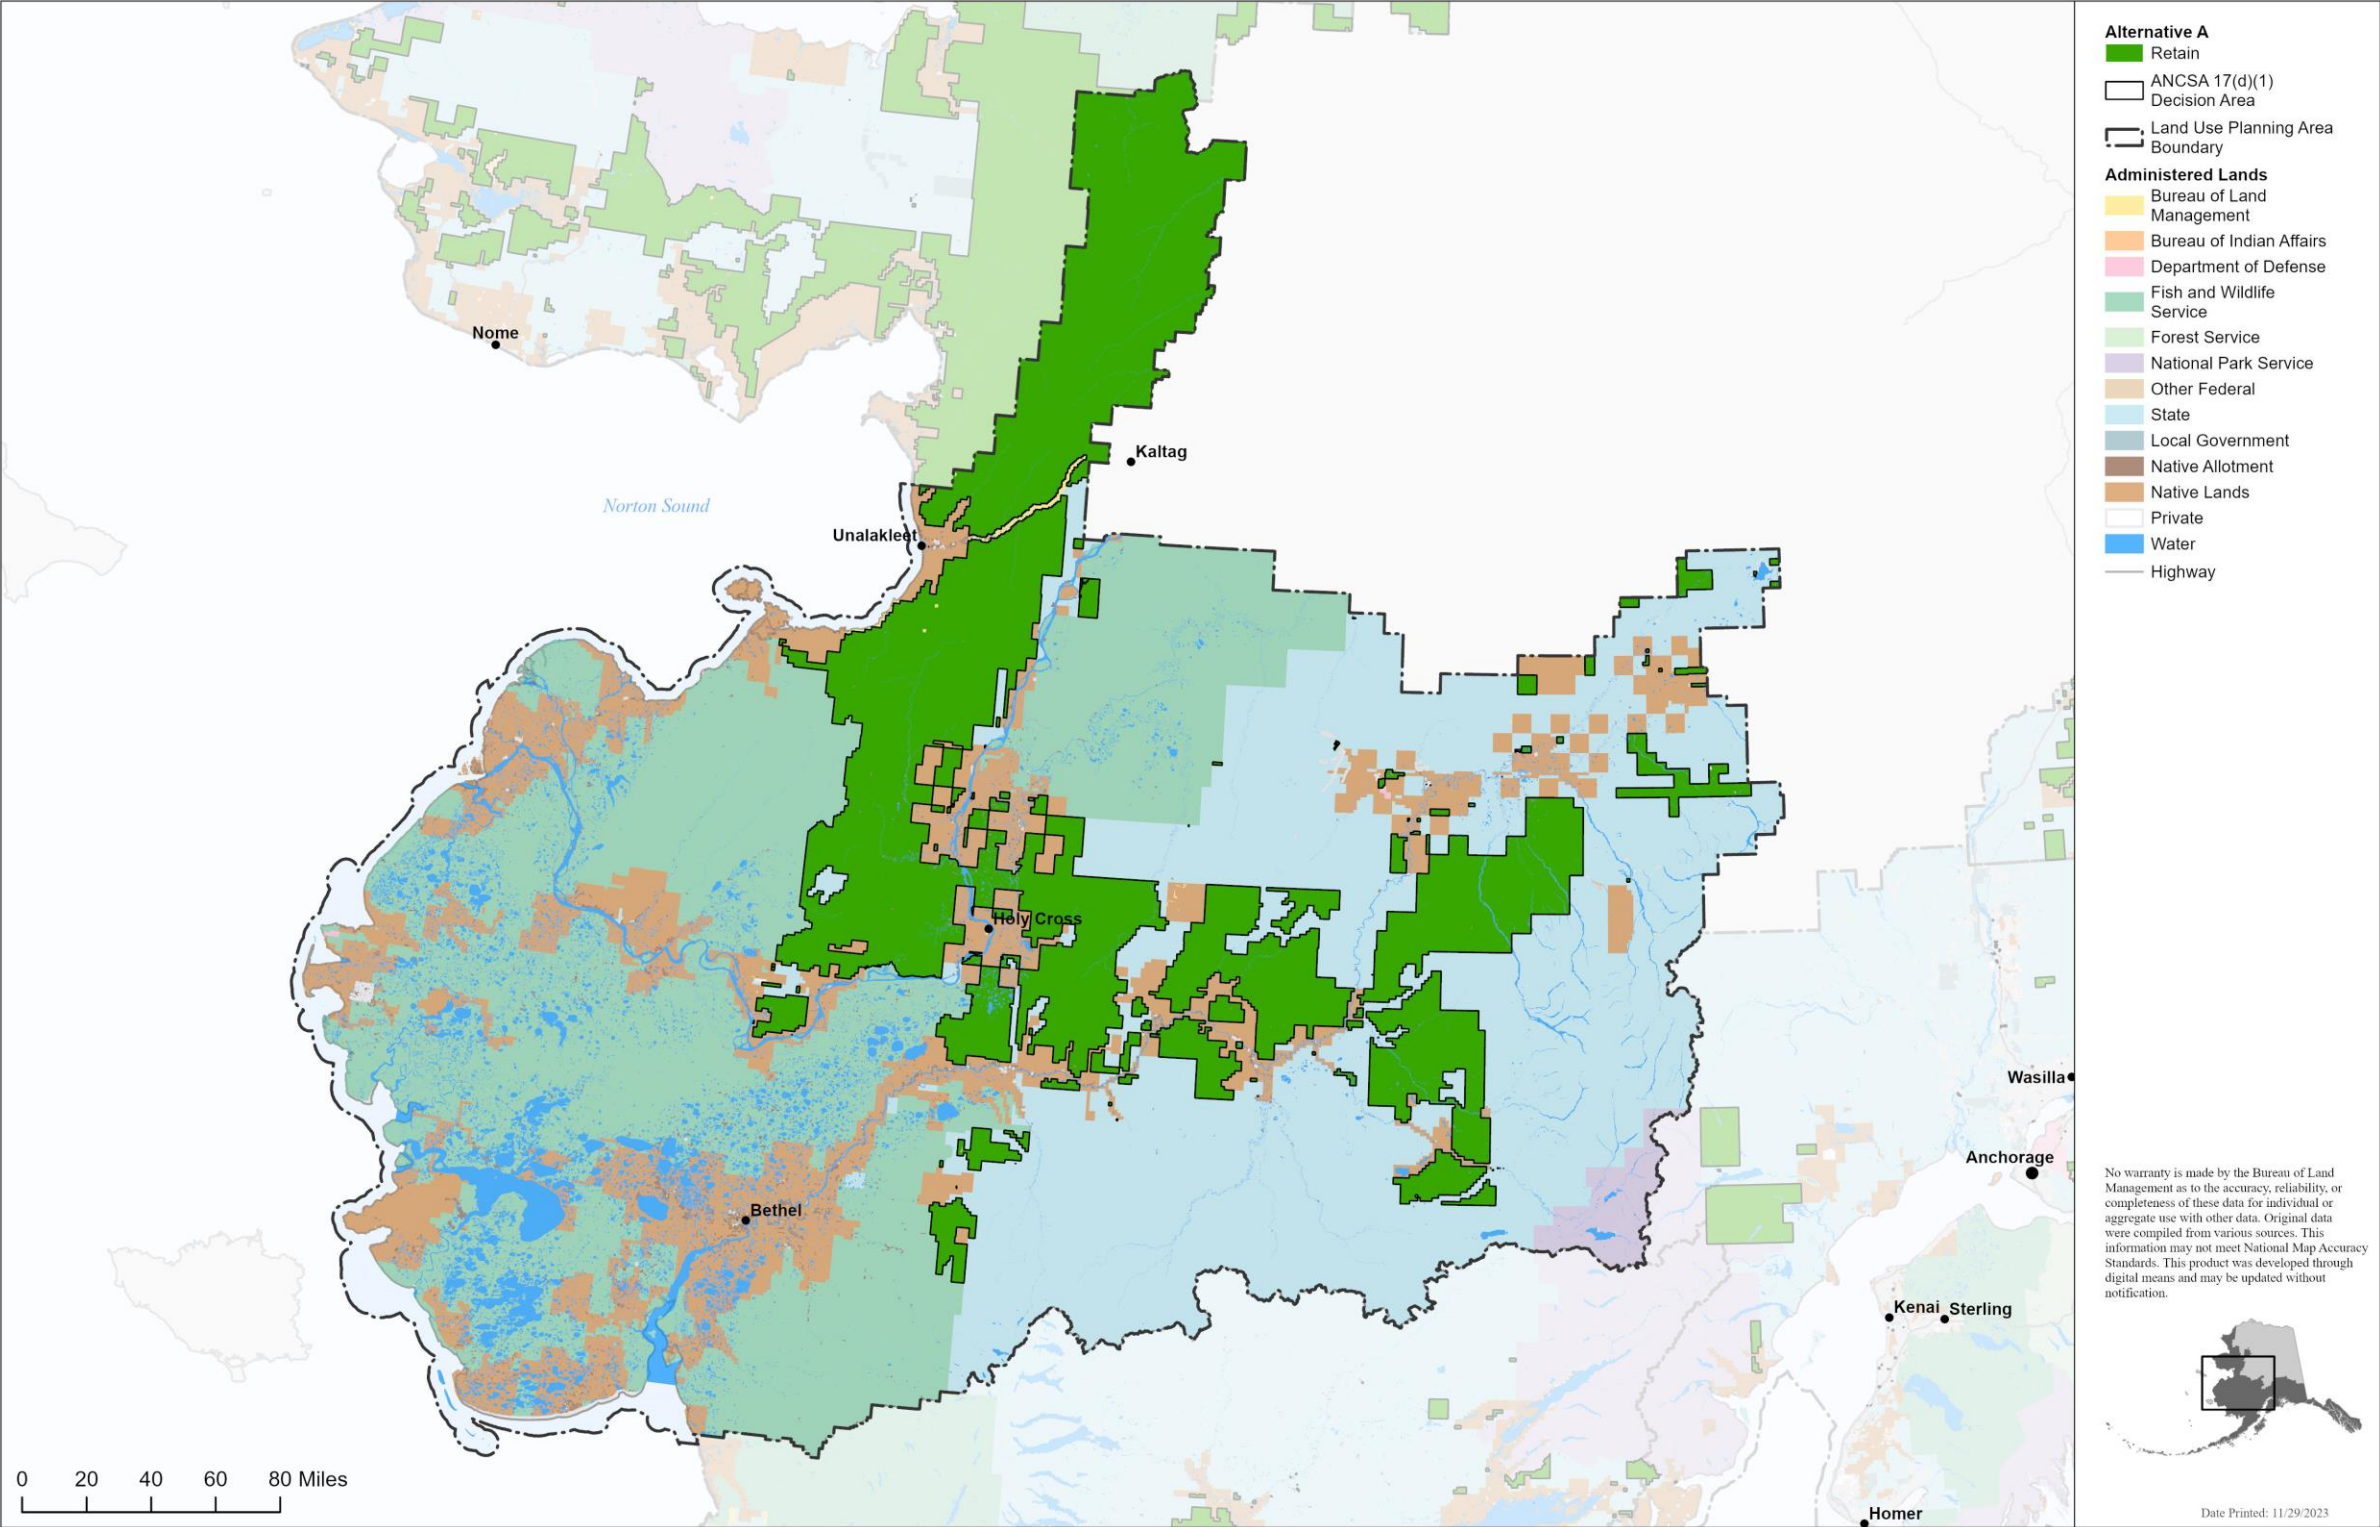 Nome
Kaltag
Norton Sound
Unalakleet
Holy Cross
Bethel
Wasilla
Anchorage
Kenai
Sterling
Homer
0 20 40 60 80 Miles
Alternative A
Retain
ANCSA 17(d)(1)
Decision Area
Land Use Planning Area
Boundary
Administered Lands
Bureau of Land
Management
Bureau of Indian Affairs
Department of Defense
Fish and Wildlife
Service
Forest Service
National Park Service
Other Federal
State
Local Government
Native Allotment
Native Lands
Private
Water
Highway
No warranty is made by the Bureau of Land
Management as to the accuracy, reliability, or
completeness of these data for individual or
aggregate use with other data. Original data
were compiled from various sources. This
information may not meet National Map Accuracy
Standards. This product was developed through
digital means and may be updated without
notification.
Date Printed: 11/29/2023